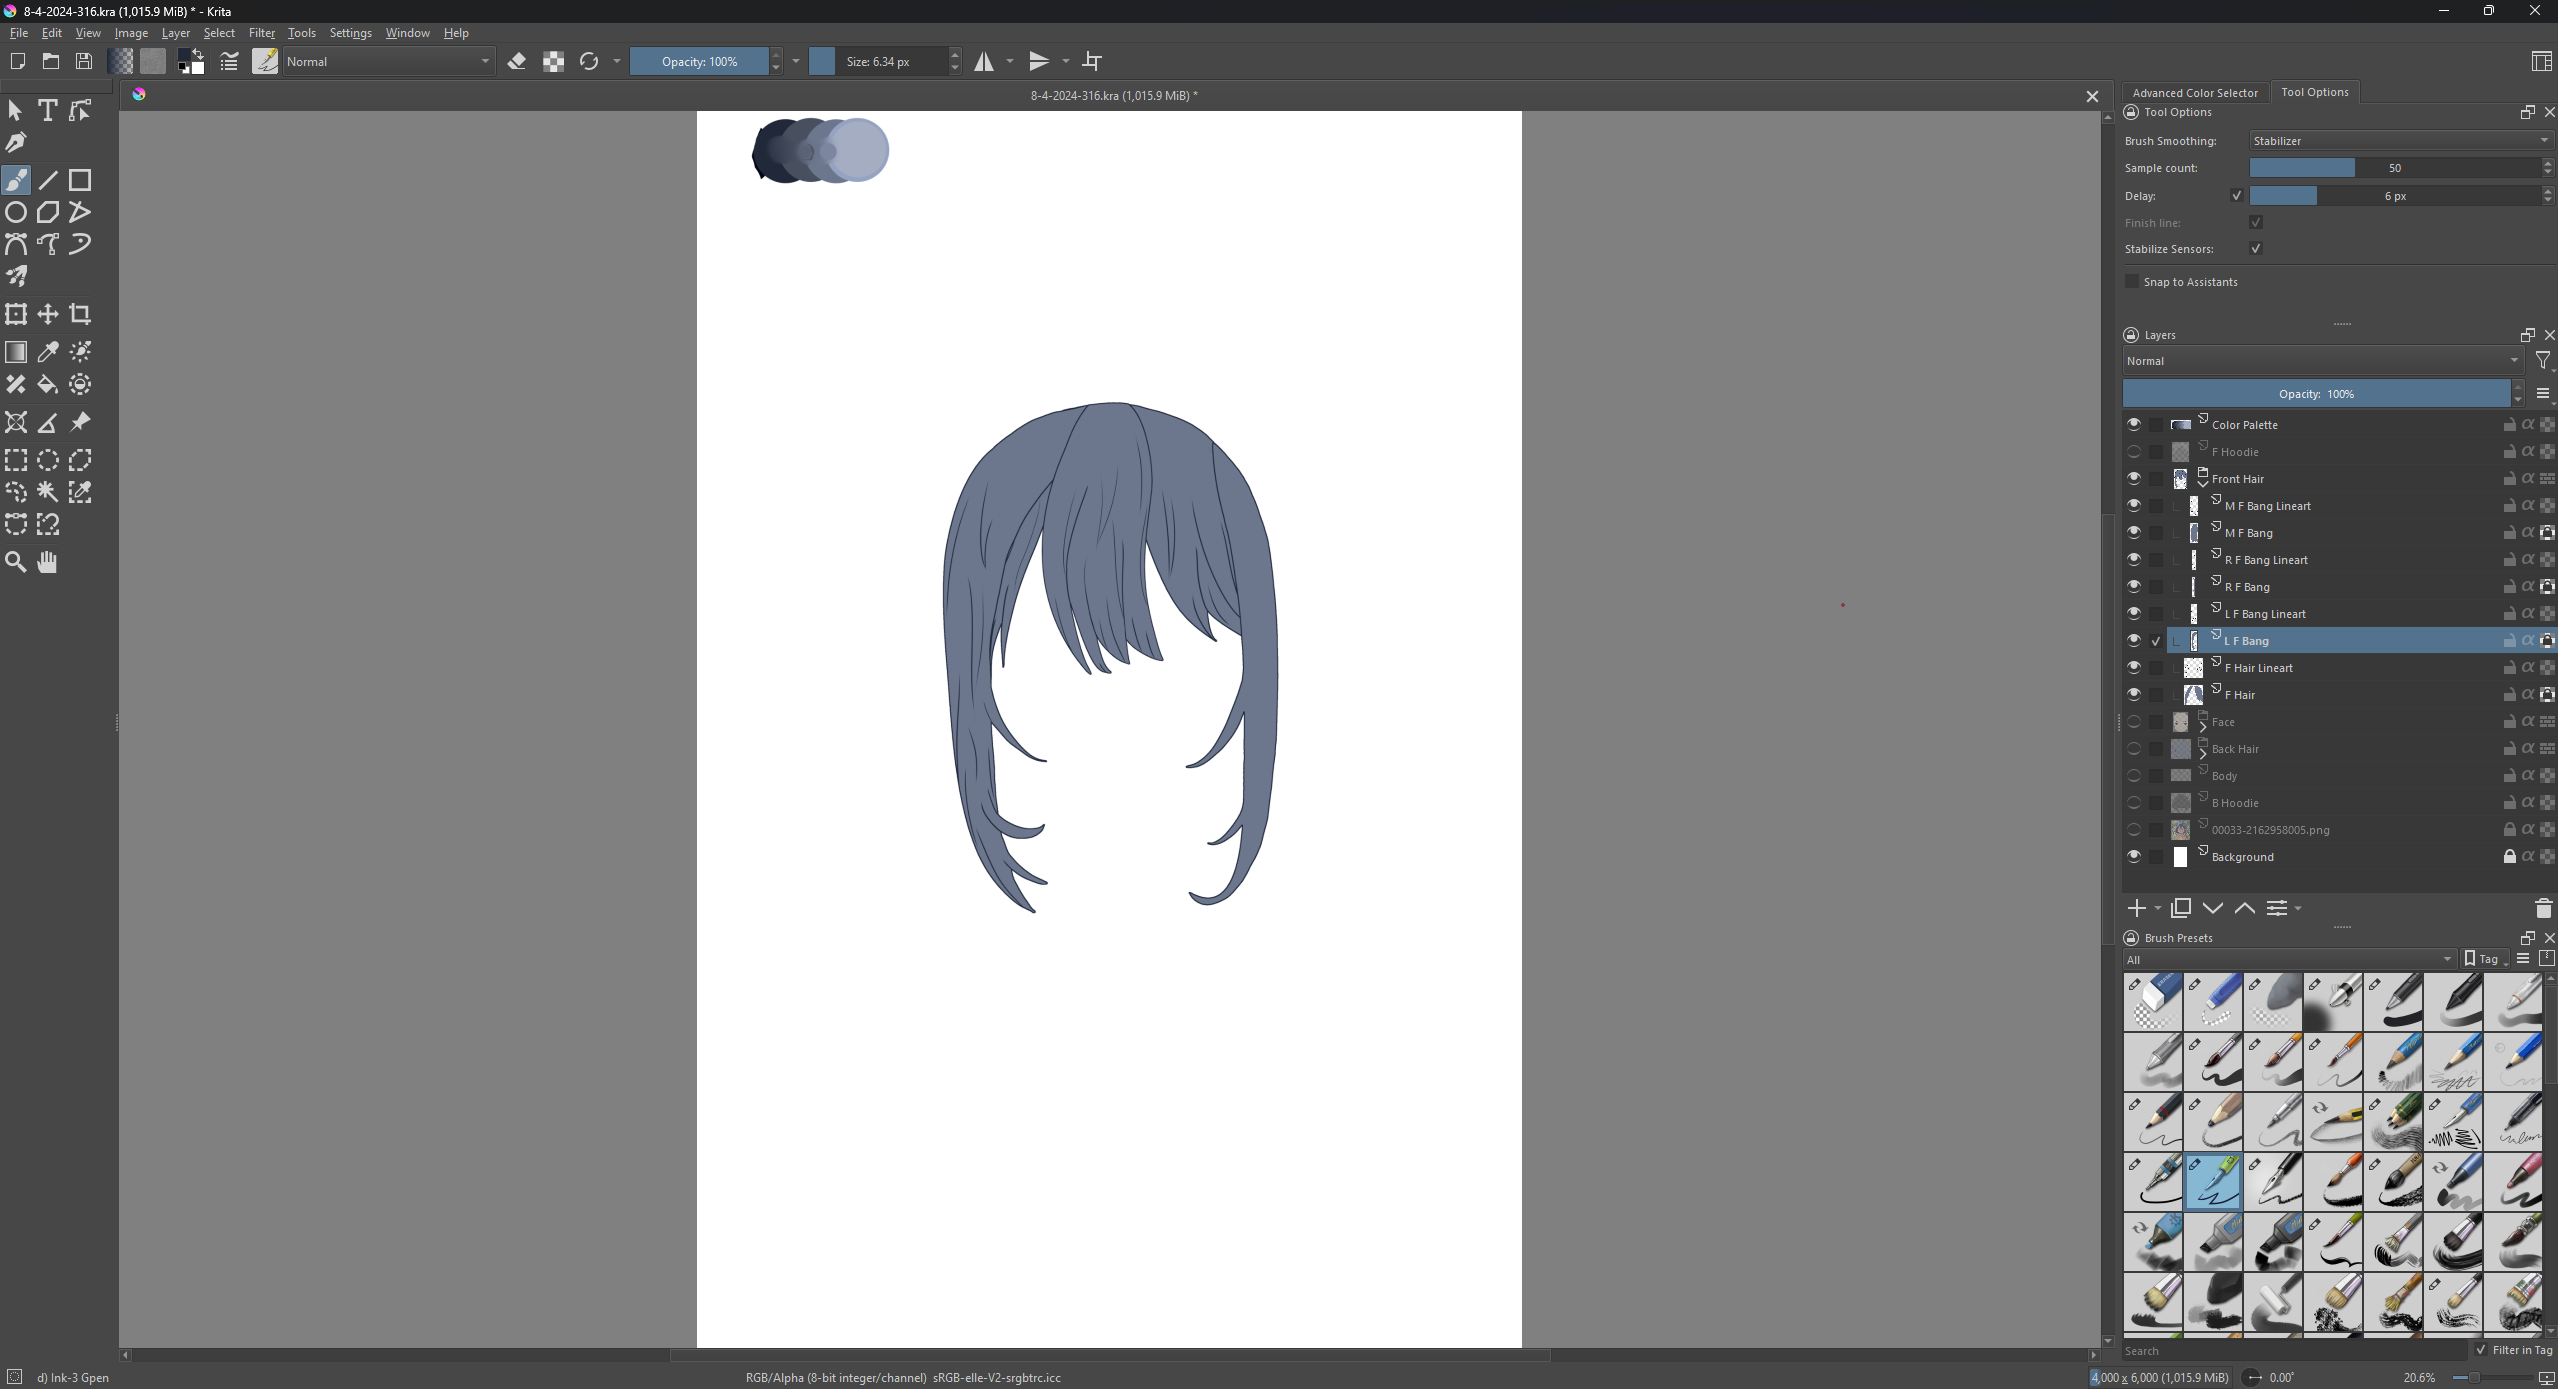 8-4-2024-316.kra (1,015.9 MiB) * - Krita
File Edit View Image Layer Select Filter Tools Settings Window Help
Normal
Opacity: 100%
Size: 6.34 px
8-4-2024-316.kra (1,015.9 MiB) *
Advanced Color Selector
Tool Options
Tool Options
Brush Smoothing: Stabilizer
Sample count: 50
Delay: 6 px
Finish line:
Stabilize Sensors:
Snap to Assistants
Layers
Normal
Opacity: 100%
Color Palette
F Hoodie
Front Hair
M F Bang Lineart
M F Bang
R F Bang Lineart
R F Bang
L F Bang Lineart
L F Bang
F Hair Lineart
F Hair
Face
Back Hair
Body
B Hoodie
00033-2162958005.png
Background
Brush Presets
All
Tag
Search
Filter in Tag
d) Ink-3 Gpen
RGB/Alpha (8-bit integer/channel) sRGB-elle-V2-srgbtrc.icc
4,000 x 6,000 (1,015.9 MiB)
0.00°
20.6%